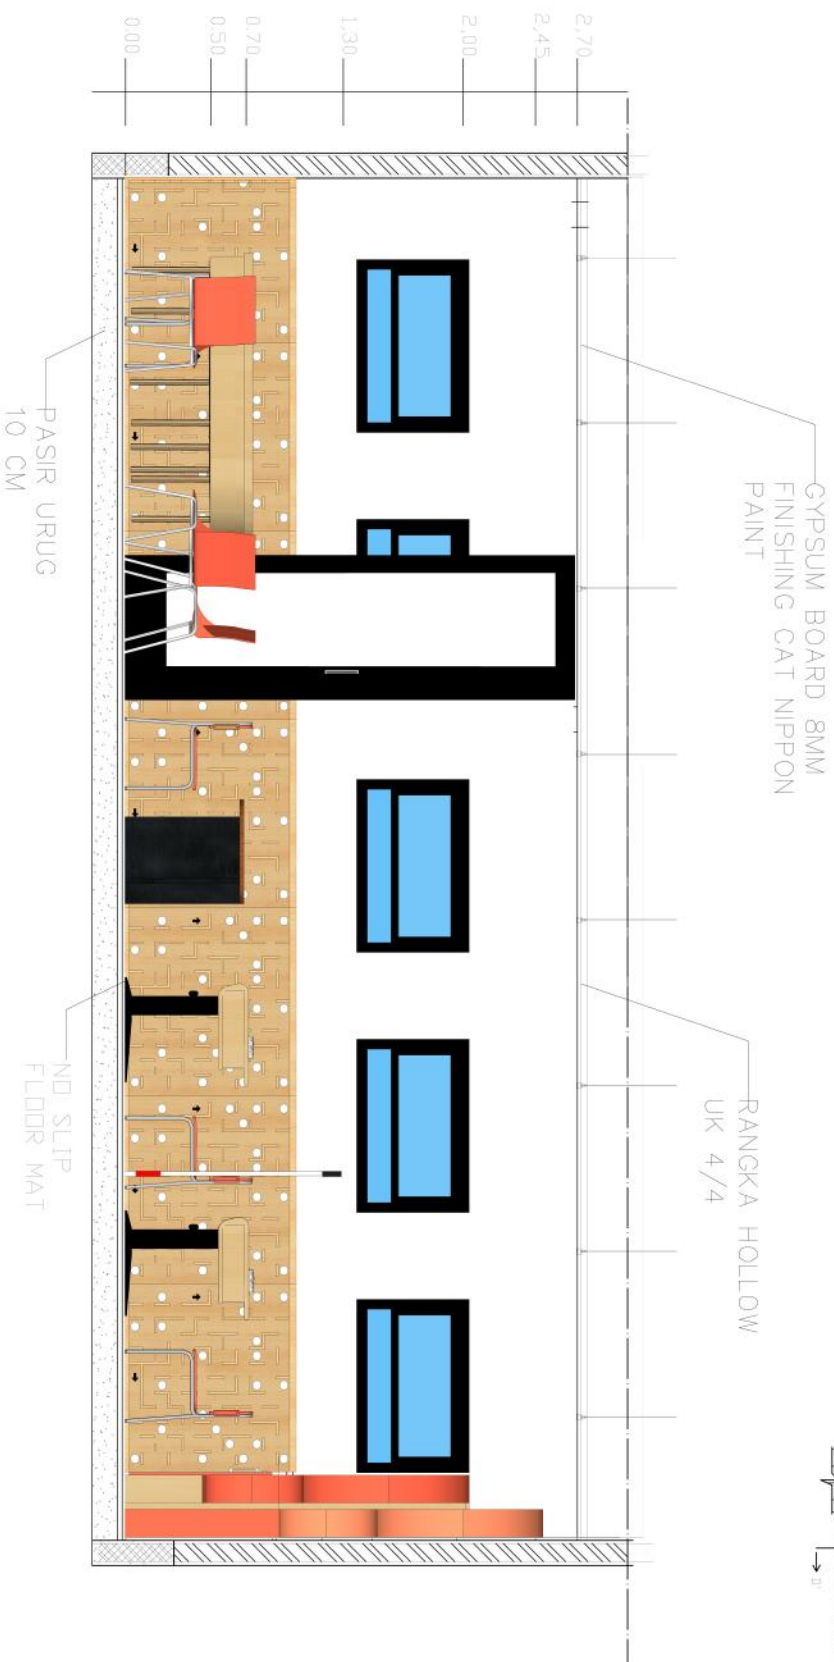 2,70
2,45
2,00
1,30
0.70
0.50
0.00
GYPSUM BOARD 8MM
FINISHING CAT NIPPON
PAINT
RANGKA HOLLOW
UK 4/4
PASIR URUG
10 CM
NO SLIP
FLOOR MAT